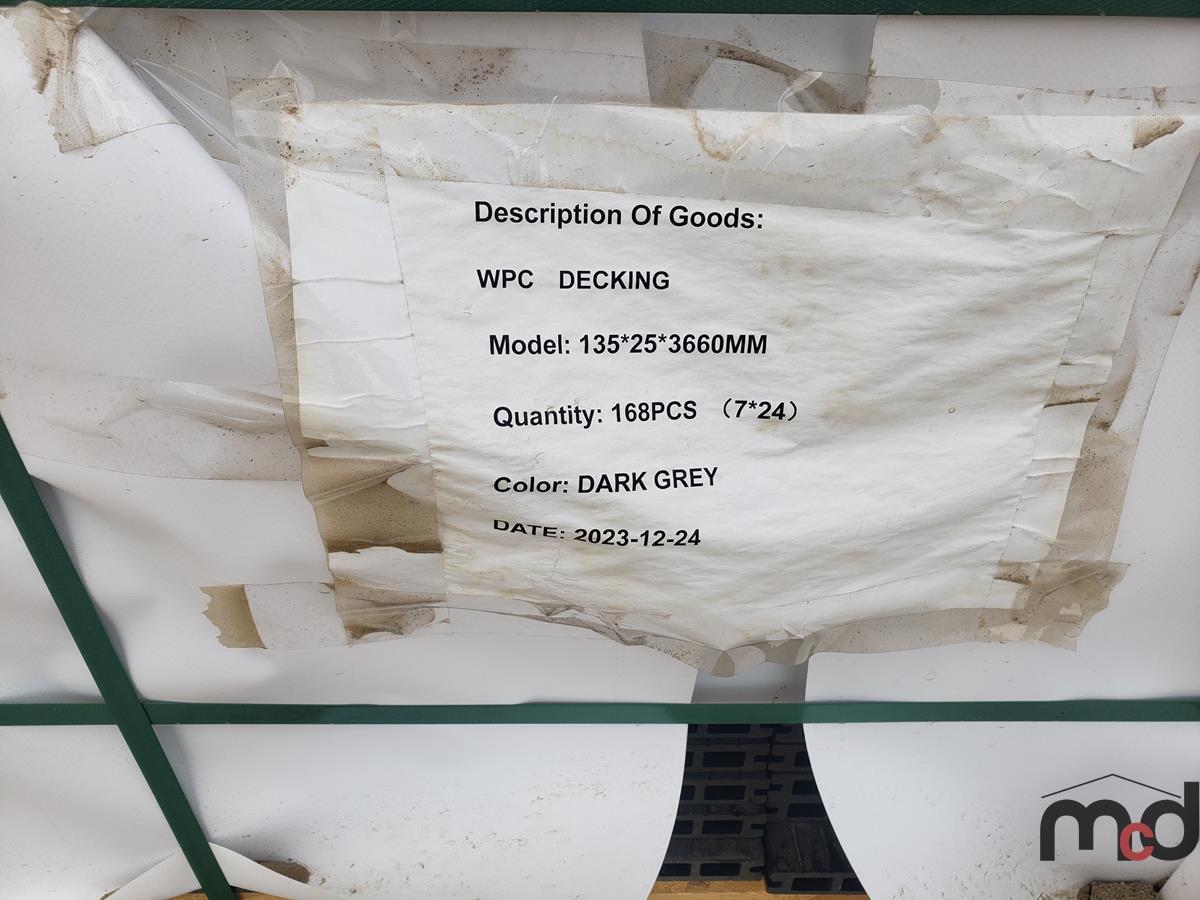 Description Of Goods:
WPC DECKING
Model: 135*25*3660MM
Quantity: 168PCS （7*24）
Color: DARK GREY
DATE: 2023-12-24
mcd